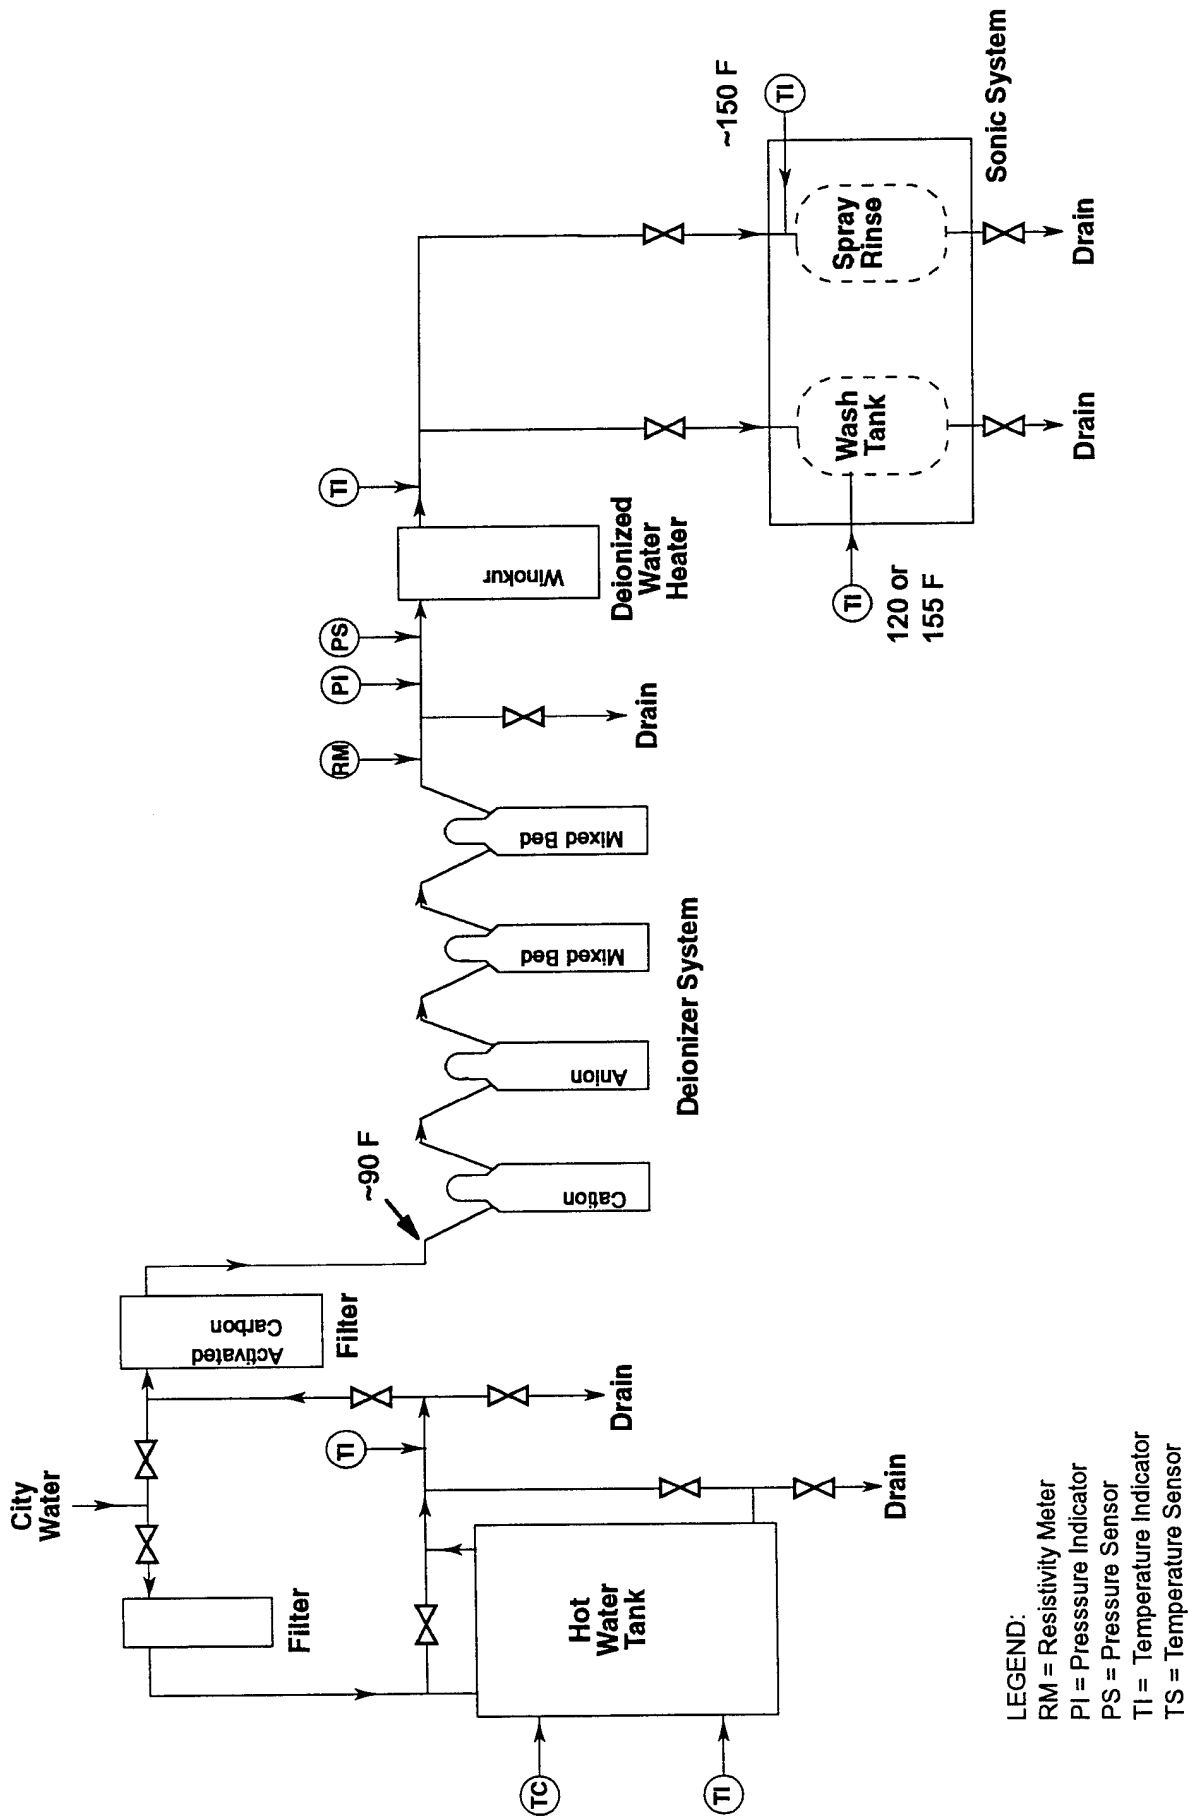 City
Water
Filter
Activated
Carbon
Filter
~90 F
TI
Drain
Hot
Water
Tank
TC
TI
Drain
Cation
Anion
Mixed Bed
Mixed Bed
Deionizer System
RM
PI
PS
Drain
Winokur
Deionized
Water
Heater
TI
Wash
Tank
TI
120 or
155 F
Spray
Rinse
TI
~150 F
Sonic System
Drain
Drain
LEGEND:
RM = Resistivity Meter
PI = Presssure Indicator
PS = Pressure Sensor
TI = Temperature Indicator
TS = Temperature Sensor